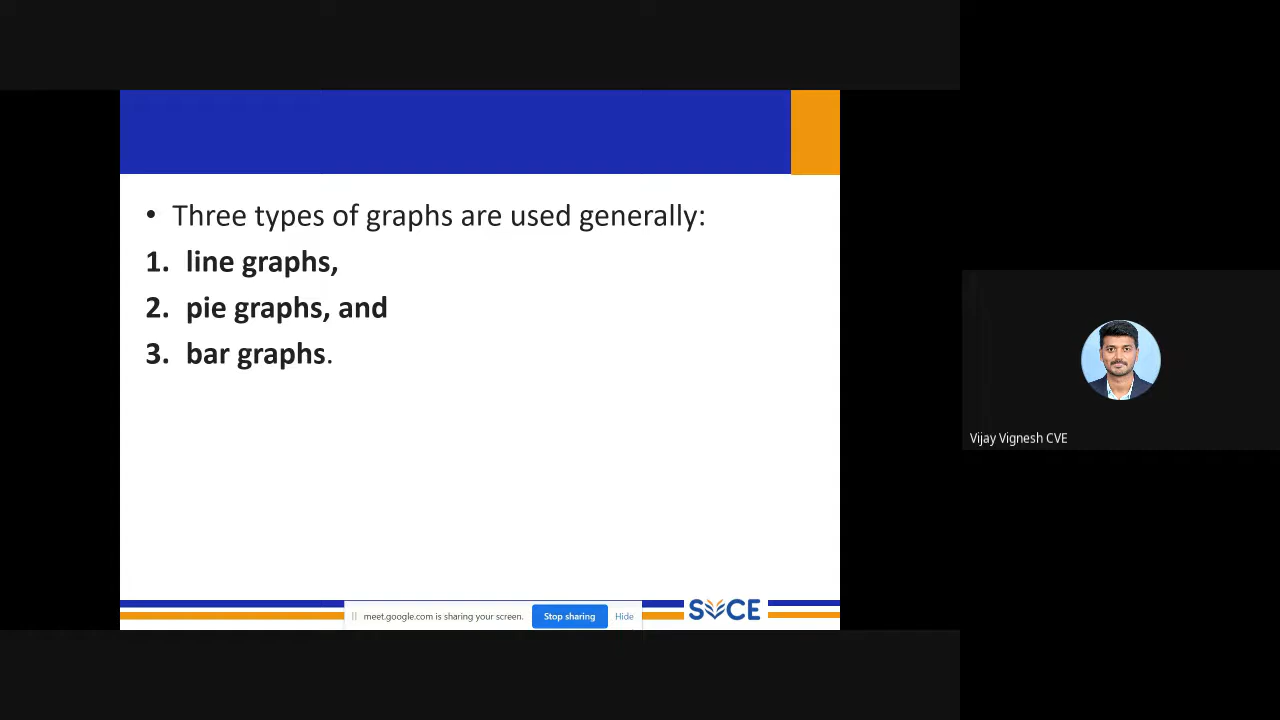 • Three types of graphs are used generally:
1. line graphs,
2. pie graphs, and
3. bar graphs.
meet.google.com is sharing your screen. Stop sharing Hide
SVCE
Vijay Vignesh CVE